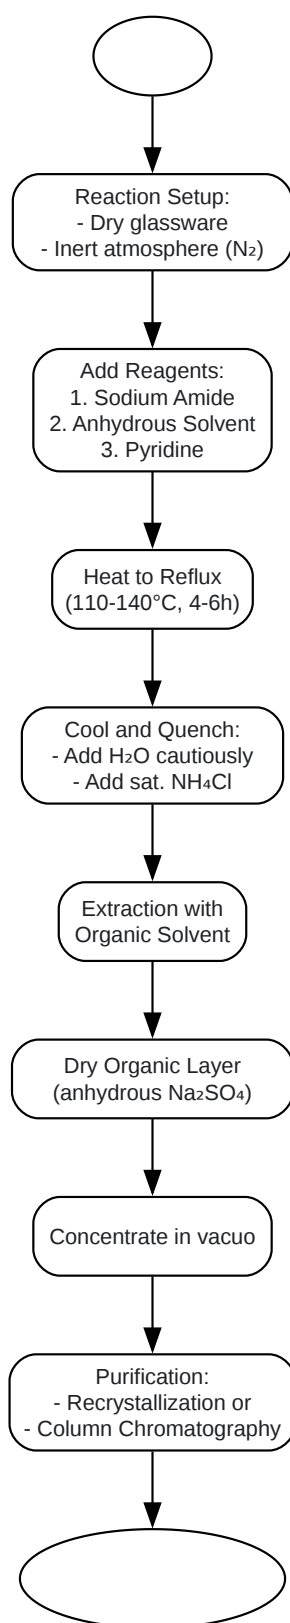 Reaction Setup:
- Dry glassware
- Inert atmosphere (N₂)
Add Reagents:
1. Sodium Amide
2. Anhydrous Solvent
3. Pyridine
Heat to Reflux
(110-140°C, 4-6h)
Cool and Quench:
- Add H₂O cautiously
- Add sat. NH₄Cl
Extraction with
Organic Solvent
Dry Organic Layer
(anhydrous Na₂SO₄)
Concentrate in vacuo
Purification:
- Recrystallization or
- Column Chromatography